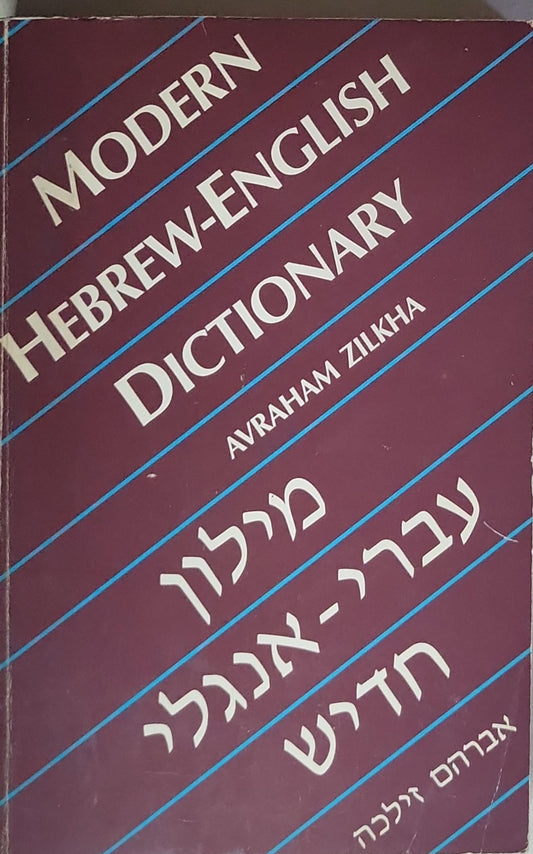 MODERN
HEBREW-ENGLISH
DICTIONARY
AVRAHAM ZILKHA
מילון
עברי-אנגלי
חדיש
אברהם זילכה